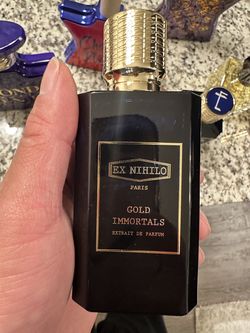 EX NIHILO
PARIS
GOLD
IMMORTALS
EXTRAIT DE PARFUM